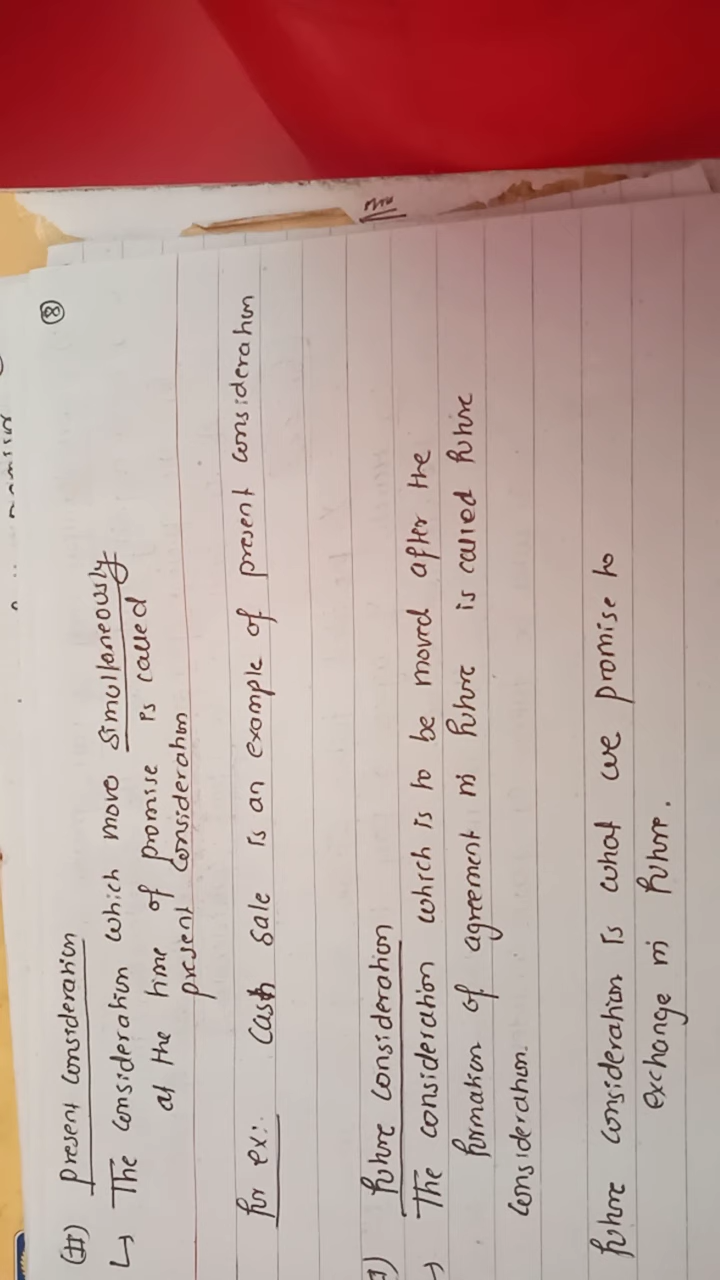 ⑧
(#) present consideration
↳ The consideration which move simultaneously
at the time of promise is called
present consideration
for ex:. Cash sale is an example of present consideration
future consideration
The consideration which is to be moved after the
formation of agreement in future is called future
consideration.
future consideration is what we promise to
exchange in future.